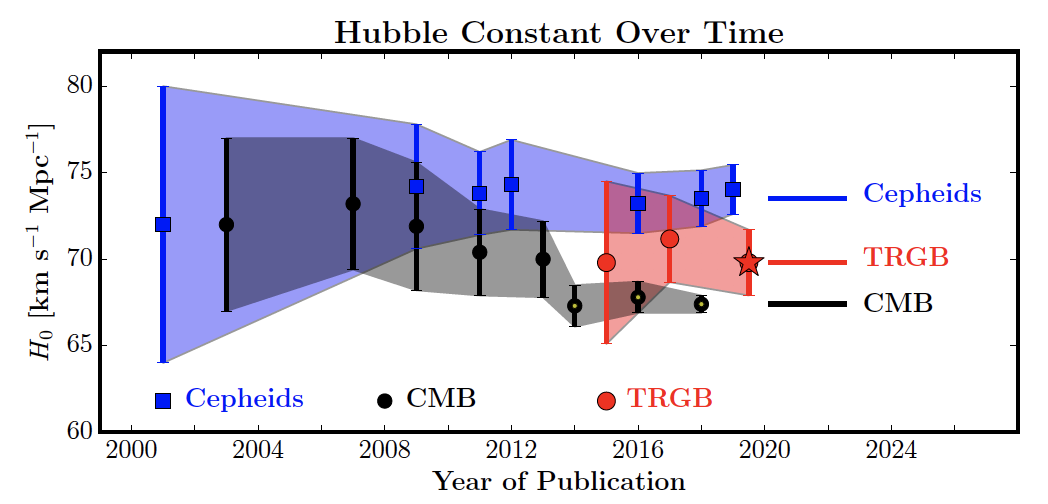 Hubble Constant Over Time
80
75
70
65
60
H₀ [km s⁻¹ Mpc⁻¹]
Cepheids
TRGB
CMB
Cepheids CMB TRGB
2000 2004 2008 2012 2016 2020 2024
Year of Publication